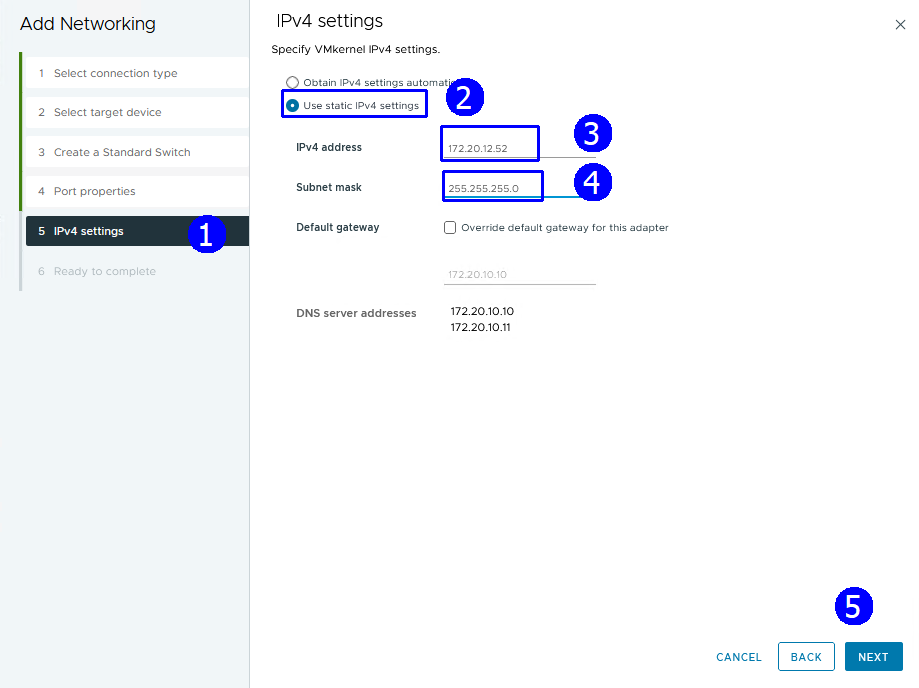 Add Networking
1 Select connection type
2 Select target device
3 Create a Standard Switch
4 Port properties
5 IPv4 settings 1
6 Ready to complete
IPv4 settings
Specify VMkernel IPv4 settings.
Obtain IPv4 settings
Use static IPv4 settings 2
IPv4 address 172.20.12.52 3
Subnet mask 255.255.255.0 4
Default gateway Override default gateway for this adapter
172.20.10.10
DNS server addresses 172.20.10.10
172.20.10.11
5
CANCEL BACK NEXT